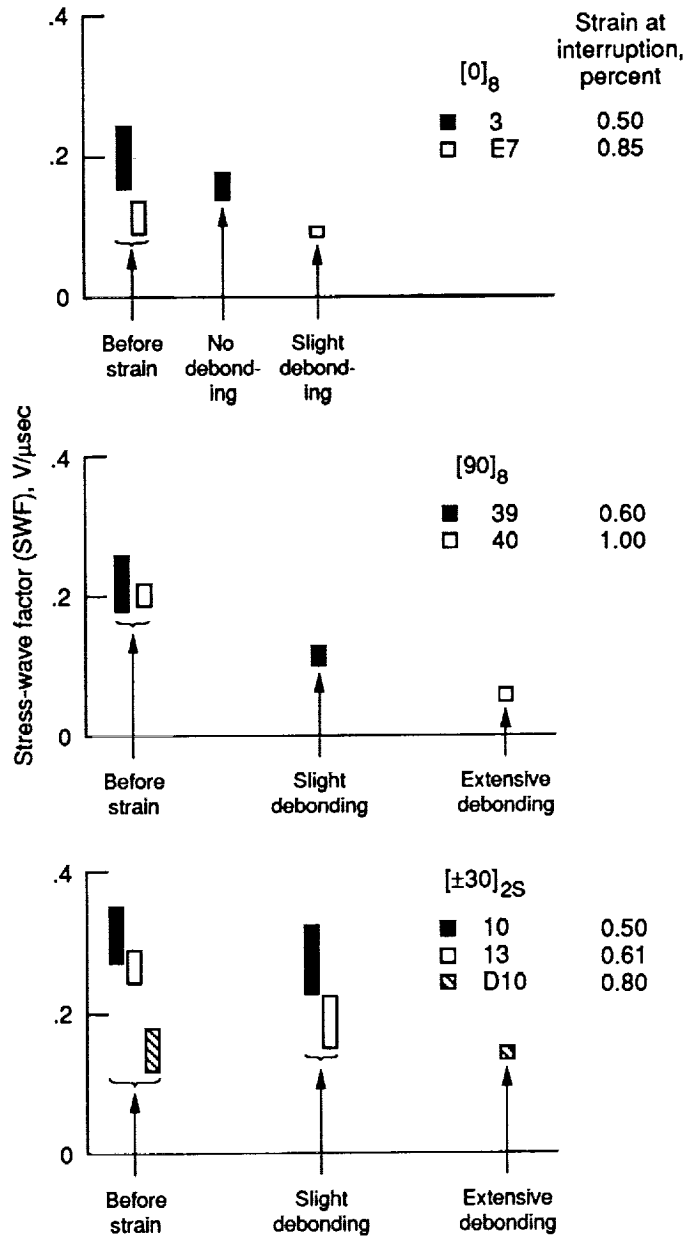 Stress-wave factor (SWF), V/μsec
.4
.2
0
[0]8
Strain at
interruption,
percent
3 0.50
E7 0.85
Before
strain
No
debond-
ing
Slight
debond-
ing
.4
.2
0
[90]8
39 0.60
40 1.00
Before
strain
Slight
debonding
Extensive
debonding
.4
.2
0
[±30]2S
10 0.50
13 0.61
D10 0.80
Before
strain
Slight
debonding
Extensive
debonding